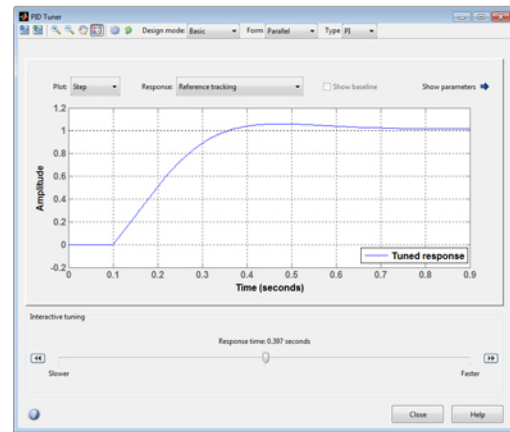 PID Tuner
Design mode: Basic Form Parallel Type PI
Plot: Step Response: Reference tracking Show baseline Show parameters
1.2
1
0.8
0.6
0.4
0.2
0
-0.2
Amplitude
0 0.1 0.2 0.3 0.4 0.5 0.6 0.7 0.8 0.9
Time (seconds)
Tuned response
Interactive tuning
Response time: 0.397 seconds
Slower Faster
Close Help